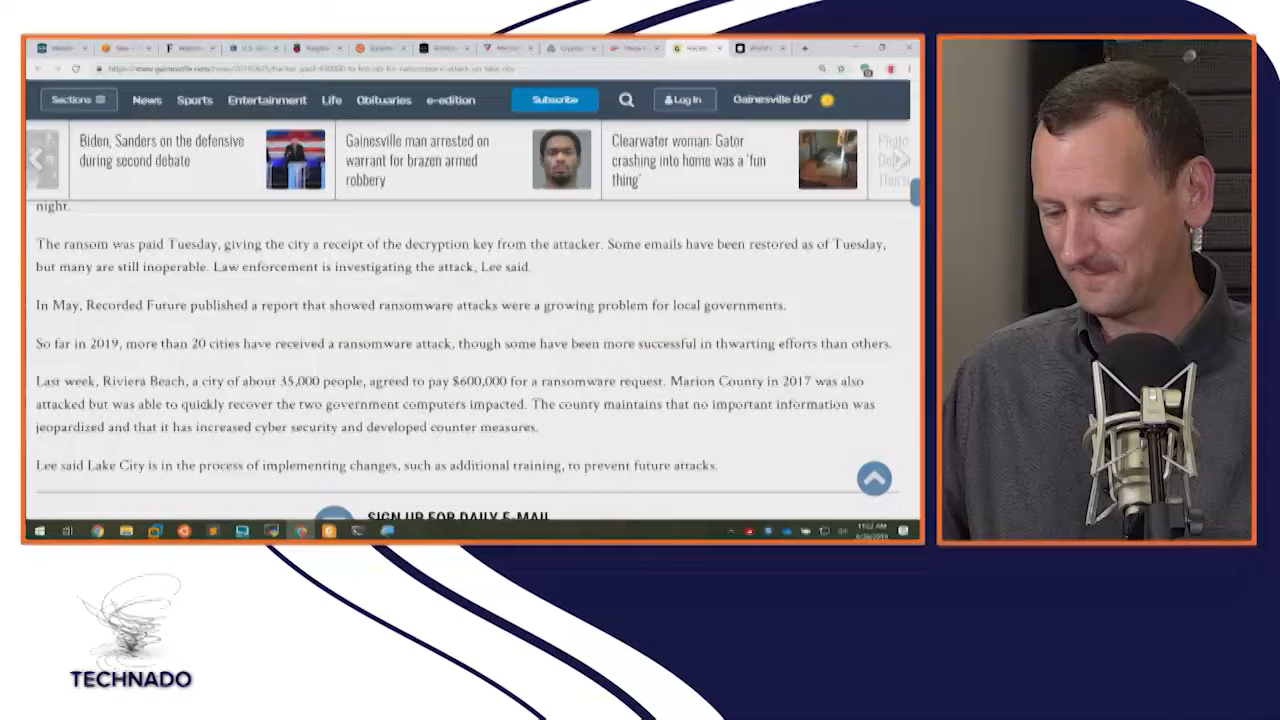 Sections
News
Sports
Entertainment
Life
Obituaries
e-edition
Subscribe
Log In
Gainesville 80°
Biden, Sanders on the defensive
during second debate
Gainesville man arrested on
warrant for brazen armed
robbery
Clearwater woman: Gator
crashing into home was a 'fun
thing'
night.
The ransom was paid Tuesday, giving the city a receipt of the decryption key from the attacker. Some emails have been restored as of Tuesday,
but many are still inoperable. Law enforcement is investigating the attack, Lee said.
In May, Recorded Future published a report that showed ransomware attacks were a growing problem for local governments.
So far in 2019, more than 20 cities have received a ransomware attack, though some have been more successful in thwarting efforts than others.
Last week, Riviera Beach, a city of about 35,000 people, agreed to pay $600,000 for a ransomware request. Marion County in 2017 was also
attacked but was able to quickly recover the two government computers impacted. The county maintains that no important information was
jeopardized and that it has increased cyber security and developed counter measures.
Lee said Lake City is in the process of implementing changes, such as additional training, to prevent future attacks.
SIGN UP FOR DAILY E-MAIL
11:22 AM
TECHNADO